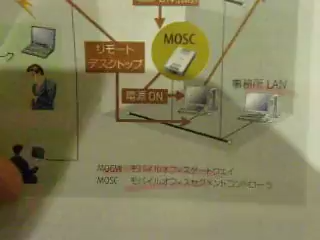 MOSC
リモート
デスクトップ
事務所 LAN
電源 ON
MOGW モバイルオフィスゲートウェイ
MOSC モバイルオフィスセグメントコントローラ